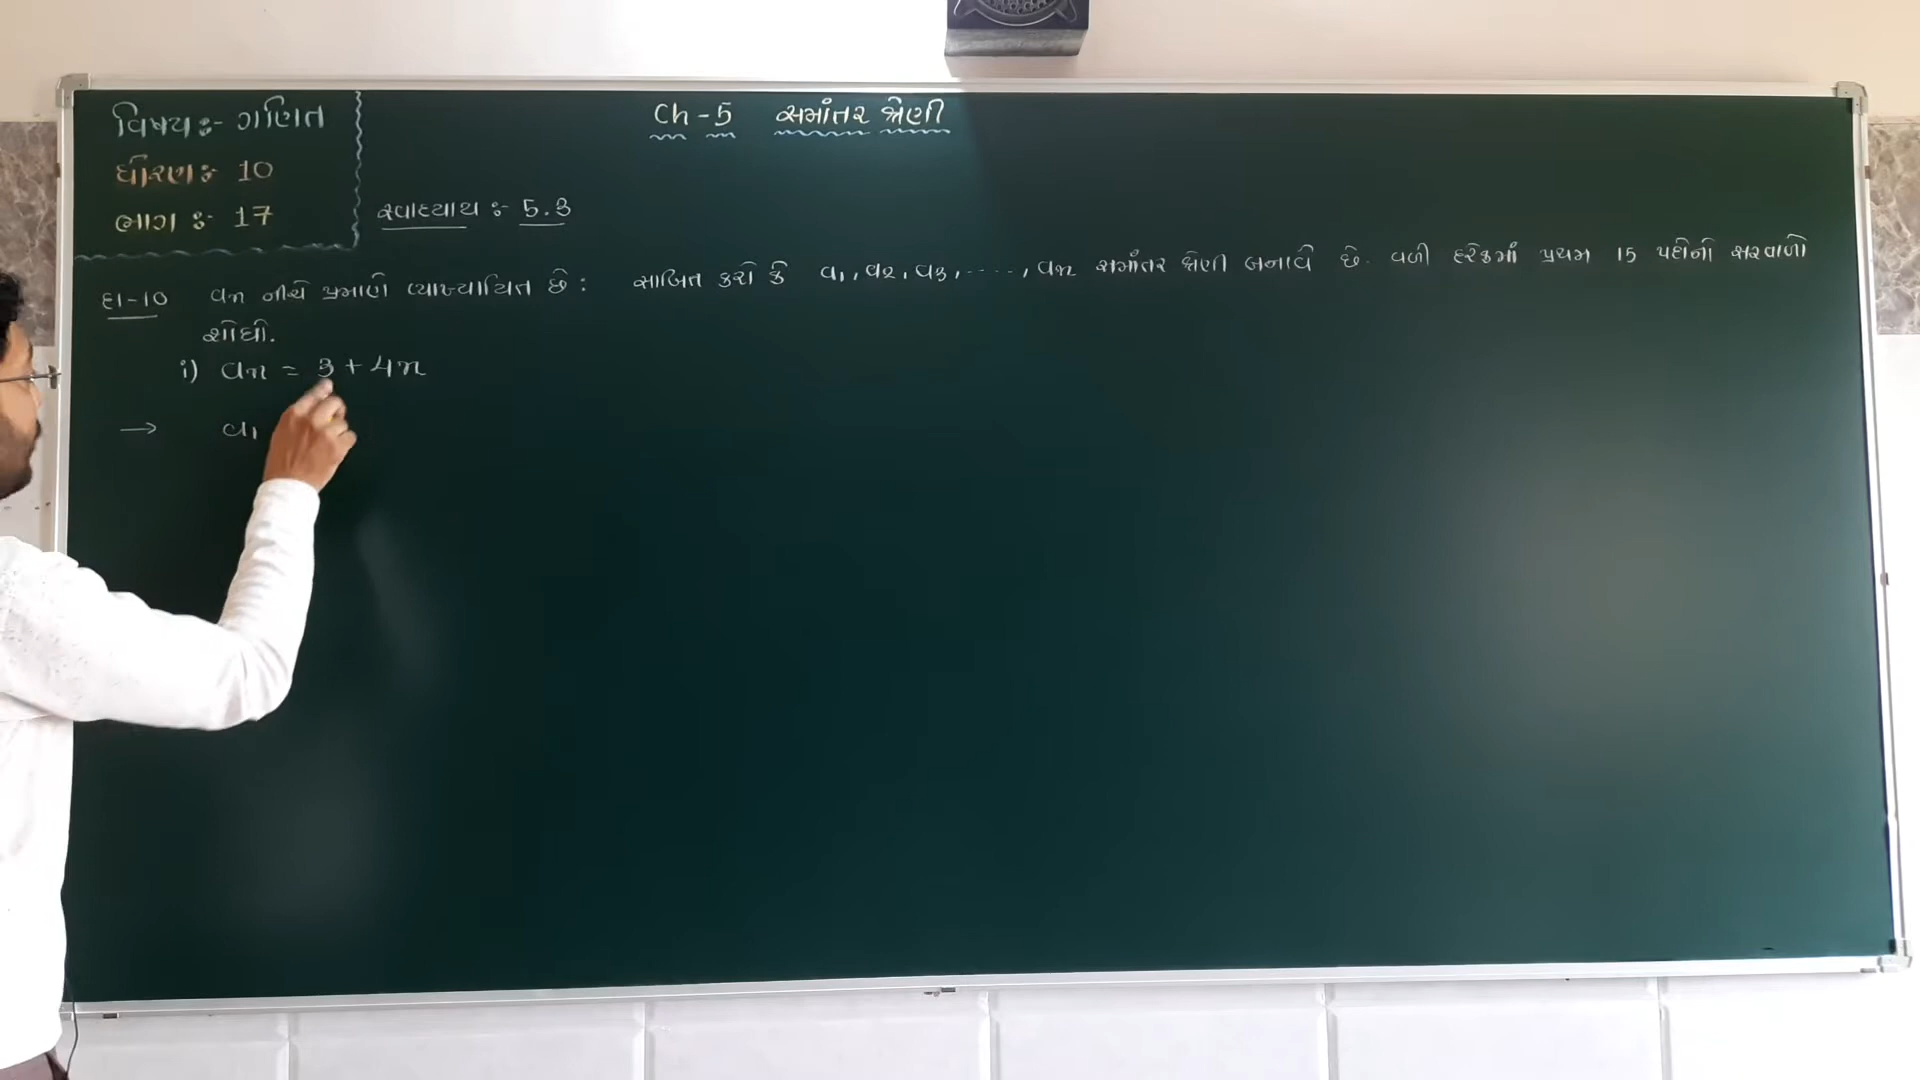 વિષય :- ગણિત
ધોરણ :- 10
ભાગ :- 17
Ch - 5 સમાંતર શ્રેણી
સ્વાધ્યાય :- 5.3
દા-10 an નીચે પ્રમાણે વ્યાખ્યાયિત છે : સાબિત કરો કે a1, a2, a3, ....., an સમાંતર શ્રેણી બનાવે છે. વળી દરેકમાં પ્રથમ 15 પદોનો સરવાળો
શોધો.
i) an = 3 + 4n
→ a1